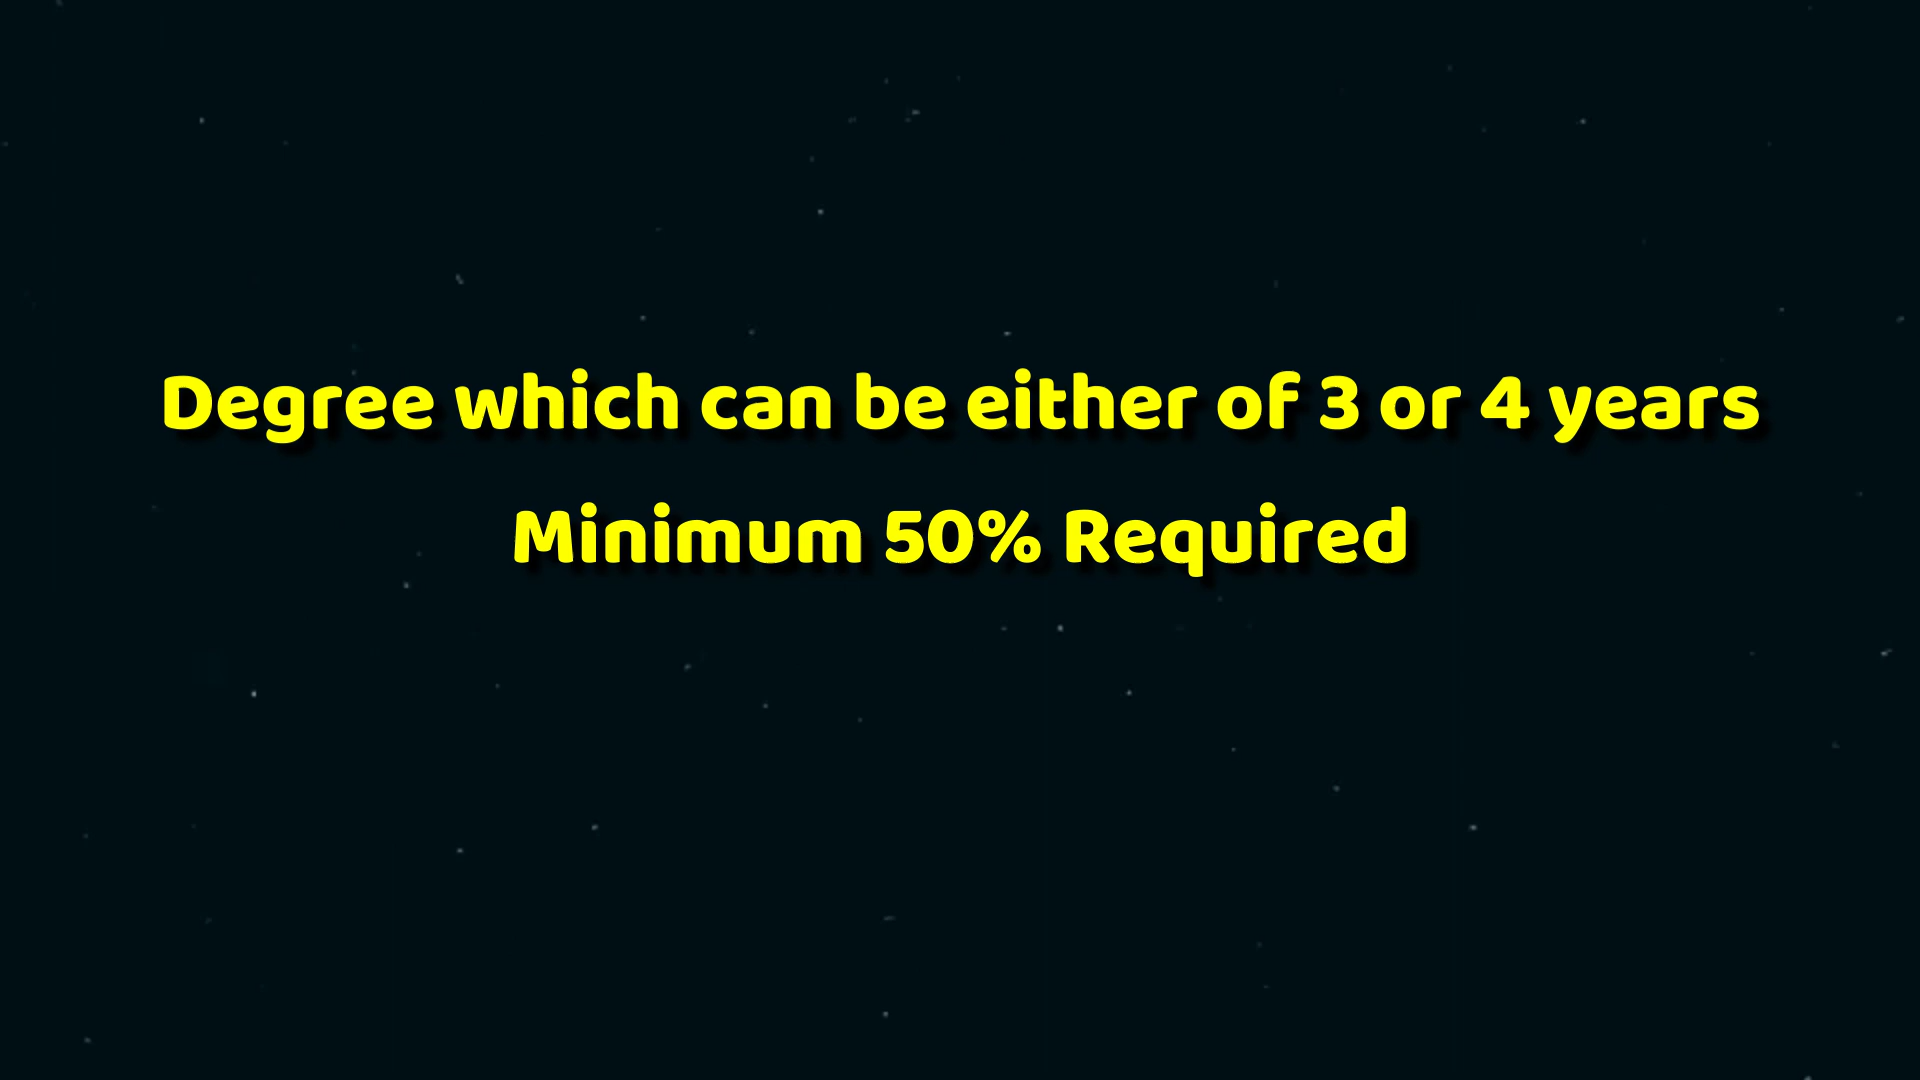 Degree which can be either of 3 or 4 years
Minimum 50% Required